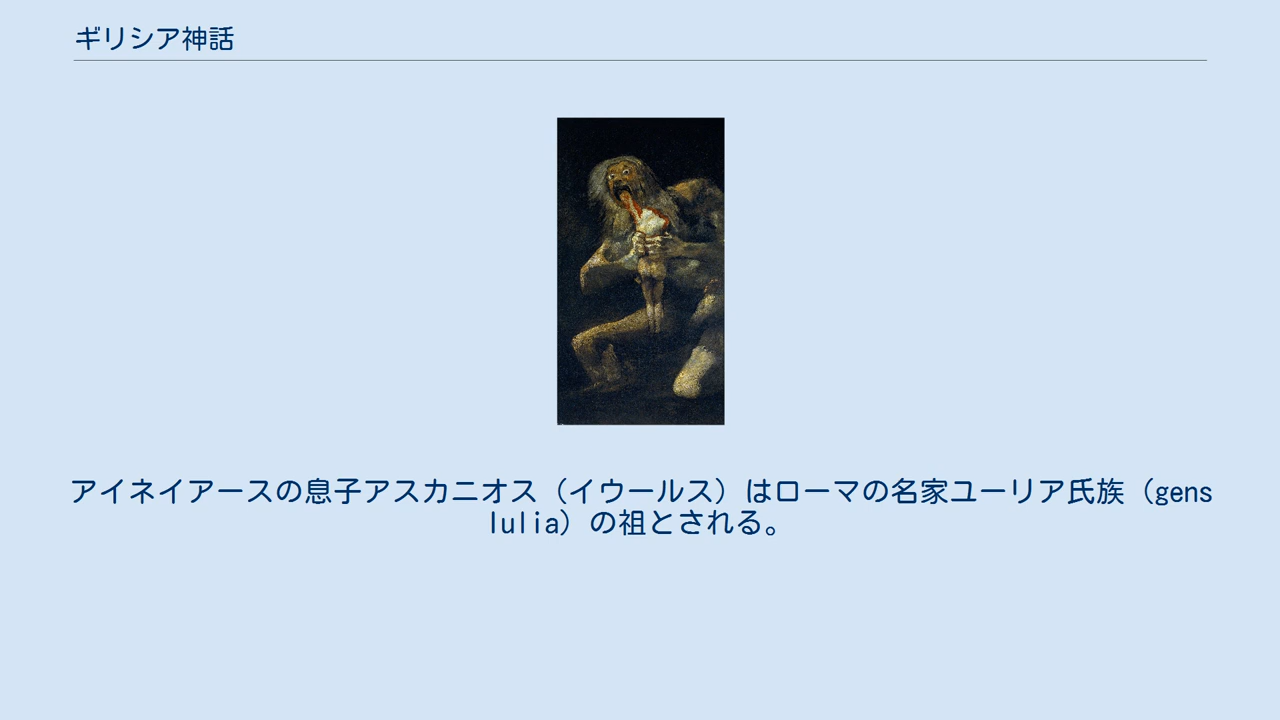 ギリシア神話
アイネイアースの息子アスカニオス（イウールス）はローマの名家ユーリア氏族（gens
Iulia）の祖とされる。